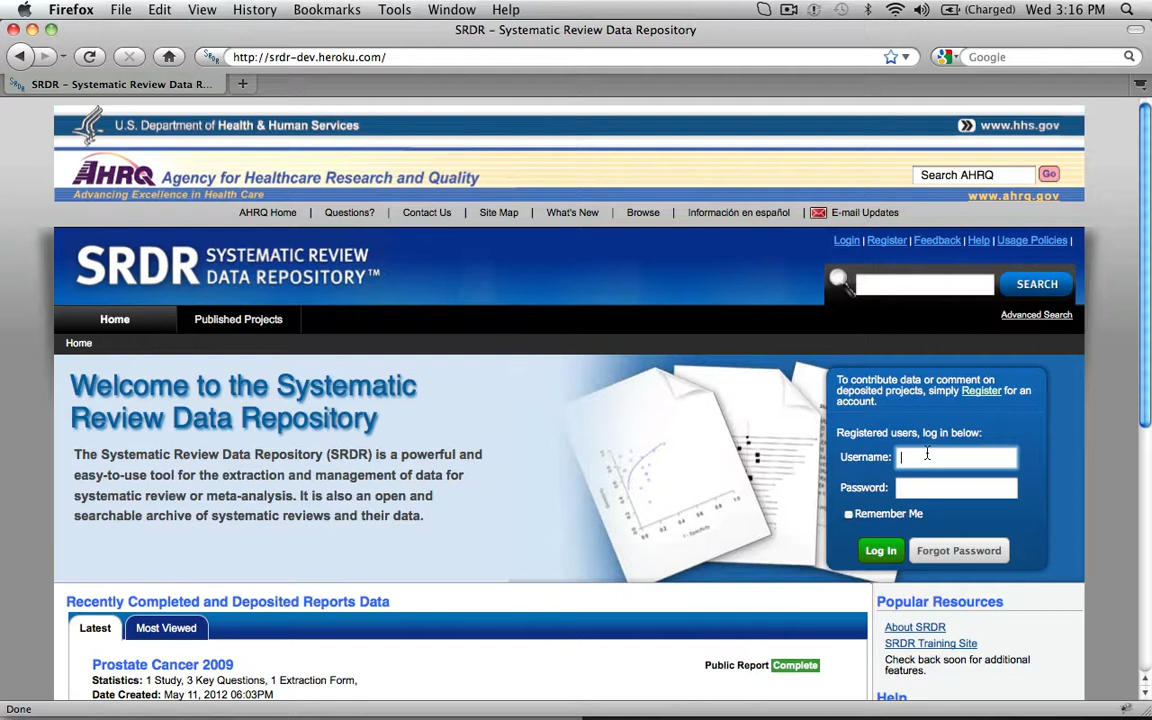 Firefox File Edit View History Bookmarks Tools Window Help (Charged) Wed 3:16 PM
SRDR - Systematic Review Data Repository
http://srdr-dev.heroku.com/ Google
SRDR - Systematic Review Data R...
U.S. Department of Health & Human Services www.hhs.gov
AHRQ Agency for Healthcare Research and Quality Search AHRQ Go
Advancing Excellence in Health Care www.ahrq.gov
AHRQ Home | Questions? | Contact Us | Site Map | What's New | Browse | Información en español | E-mail Updates
Login | Register | Feedback | Help | Usage Policies |
SRDR SYSTEMATIC REVIEW
DATA REPOSITORY™
SEARCH
Advanced Search
Home Published Projects
Home
Welcome to the Systematic
Review Data Repository
The Systematic Review Data Repository (SRDR) is a powerful and
easy-to-use tool for the extraction and management of data for
systematic review or meta-analysis. It is also an open and
searchable archive of systematic reviews and their data.
To contribute data or comment on
deposited projects, simply Register for an
account.
Registered users, log in below:
Username:
Password:
Remember Me
Log In Forgot Password
Recently Completed and Deposited Reports Data
Latest Most Viewed
Prostate Cancer 2009
Public Report Complete
Statistics: 1 Study, 3 Key Questions, 1 Extraction Form,
Date Created: May 11, 2012 06:03PM
Popular Resources
About SRDR
SRDR Training Site
Check back soon for additional
features.
Help
Done